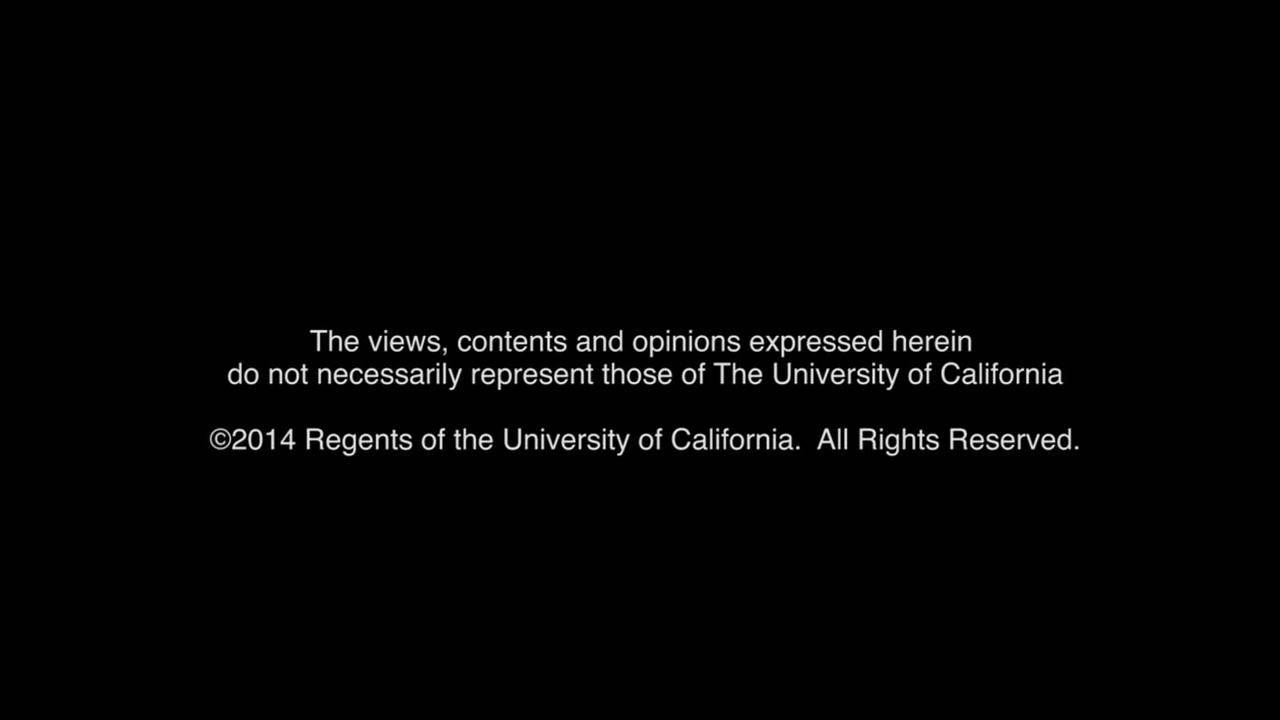 The views, contents and opinions expressed herein
do not necessarily represent those of The University of California
©2014 Regents of the University of California.  All Rights Reserved.